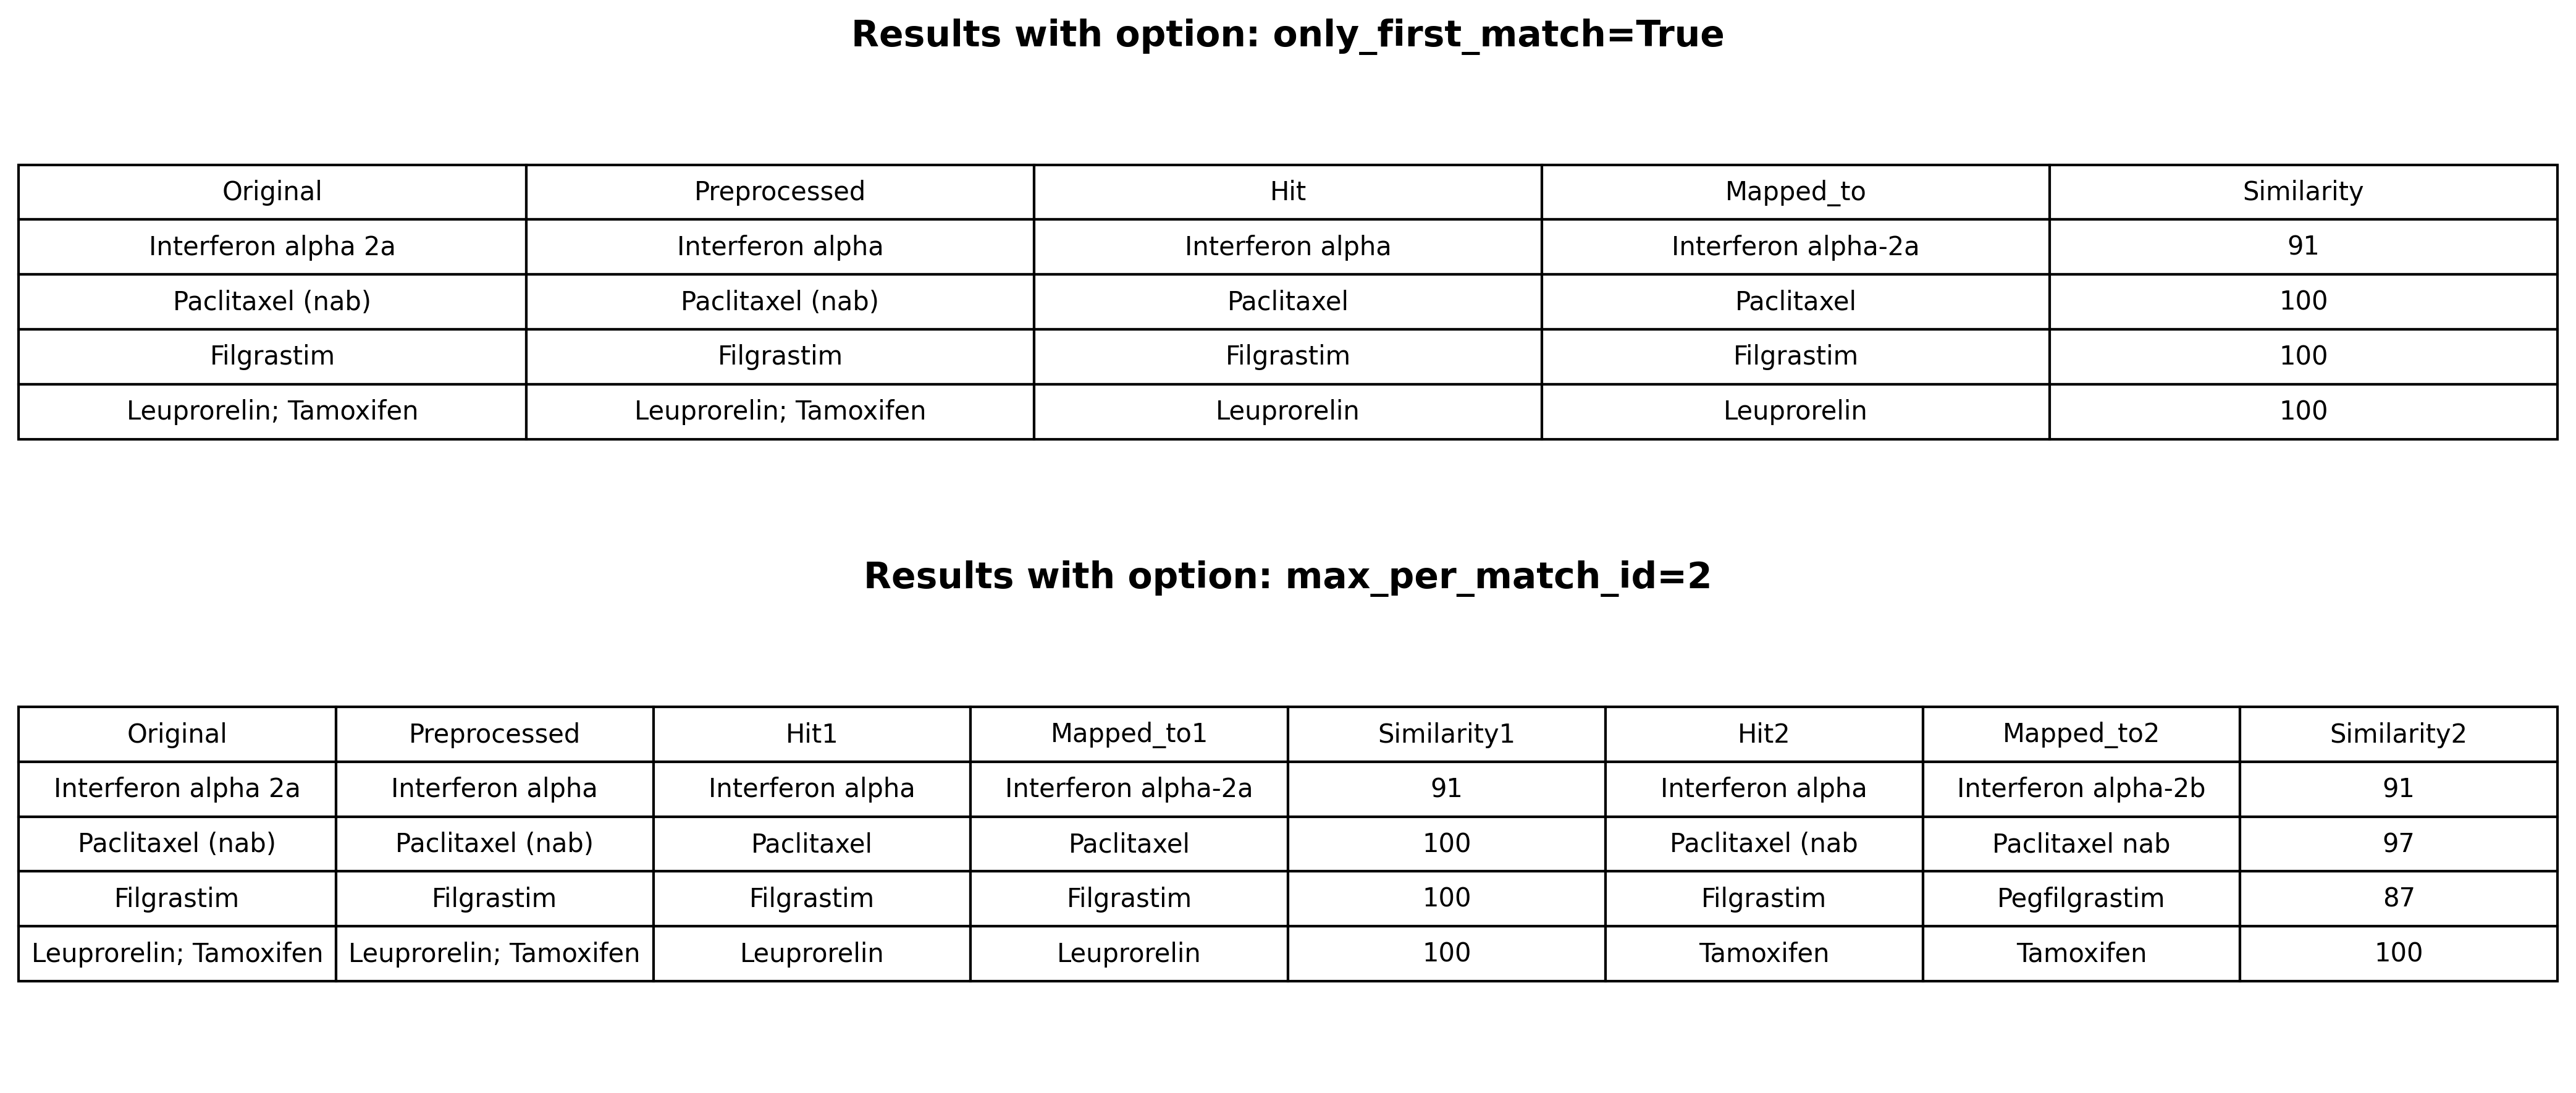 Results with option: only_first_match=True
Original Preprocessed Hit Mapped_to Similarity
Interferon alpha 2a Interferon alpha Interferon alpha Interferon alpha-2a 91
Paclitaxel (nab) Paclitaxel (nab) Paclitaxel Paclitaxel 100
Filgrastim Filgrastim Filgrastim Filgrastim 100
Leuprorelin; Tamoxifen Leuprorelin; Tamoxifen Leuprorelin Leuprorelin 100
Results with option: max_per_match_id=2
Original Preprocessed Hit1 Mapped_to1 Similarity1 Hit2 Mapped_to2 Similarity2
Interferon alpha 2a Interferon alpha Interferon alpha Interferon alpha-2a 91 Interferon alpha Interferon alpha-2b 91
Paclitaxel (nab) Paclitaxel (nab) Paclitaxel Paclitaxel 100 Paclitaxel (nab Paclitaxel nab 97
Filgrastim Filgrastim Filgrastim Filgrastim 100 Filgrastim Pegfilgrastim 87
Leuprorelin; Tamoxifen Leuprorelin; Tamoxifen Leuprorelin Leuprorelin 100 Tamoxifen Tamoxifen 100